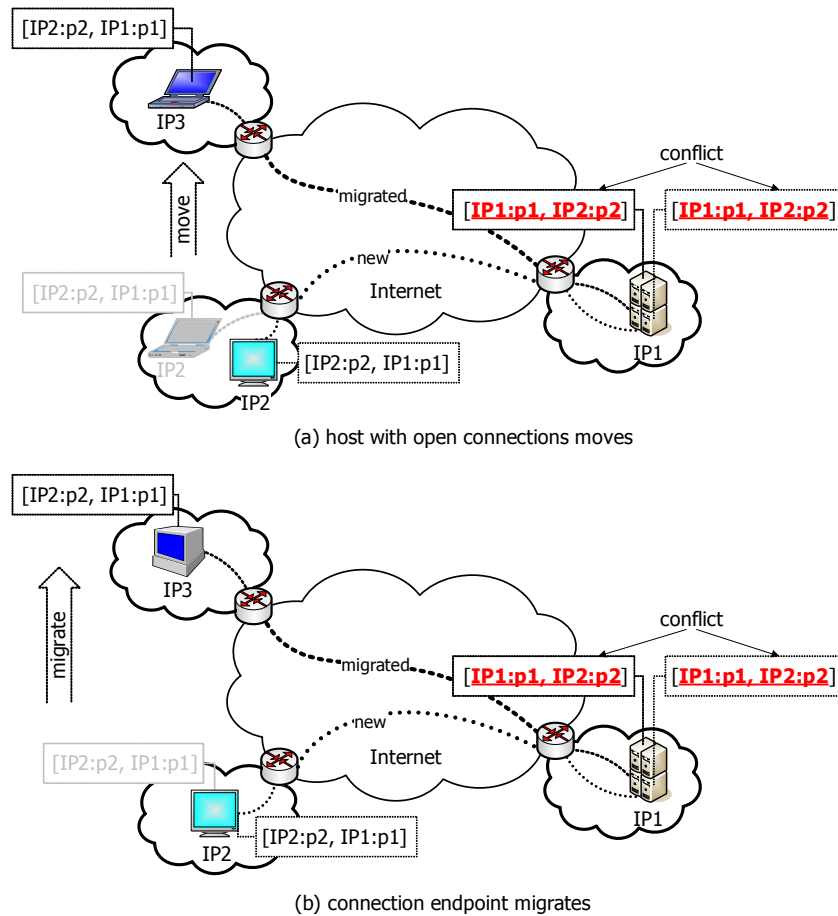 [IP2:p2, IP1:p1]
IP3
conflict
migrated
[IP1:p1, IP2:p2]
[IP1:p1, IP2:p2]
move
new
[IP2:p2, IP1:p1]
Internet
IP2
[IP2:p2, IP1:p1]
IP1
IP2
(a) host with open connections moves
[IP2:p2, IP1:p1]
IP3
migrate
conflict
migrated
[IP1:p1, IP2:p2]
[IP1:p1, IP2:p2]
new
[IP2:p2, IP1:p1]
Internet
IP1
[IP2:p2, IP1:p1]
IP2
(b) connection endpoint migrates